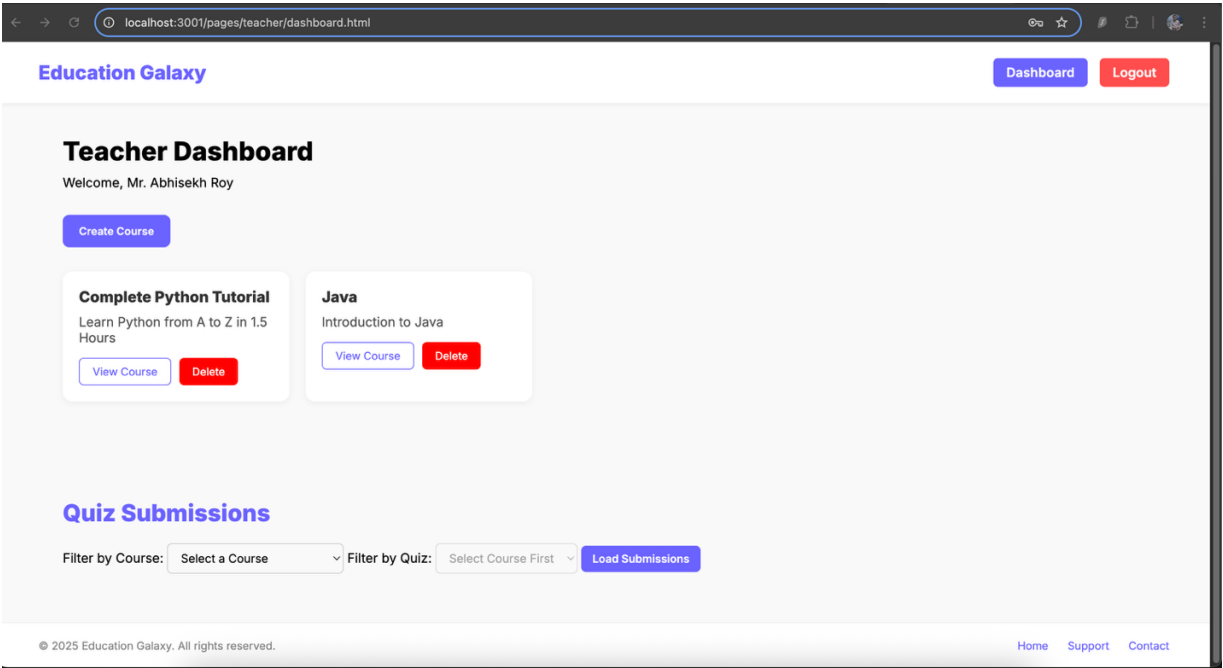 localhost:3001/pages/teacher/dashboard.html
Education Galaxy
Dashboard
Logout
Teacher Dashboard
Welcome, Mr. Abhisekh Roy
Create Course
Complete Python Tutorial
Learn Python from A to Z in 1.5
Hours
View Course
Delete
Java
Introduction to Java
View Course
Delete
Quiz Submissions
Filter by Course: Select a Course Filter by Quiz: Select Course First Load Submissions
© 2025 Education Galaxy. All rights reserved.
Home
Support
Contact